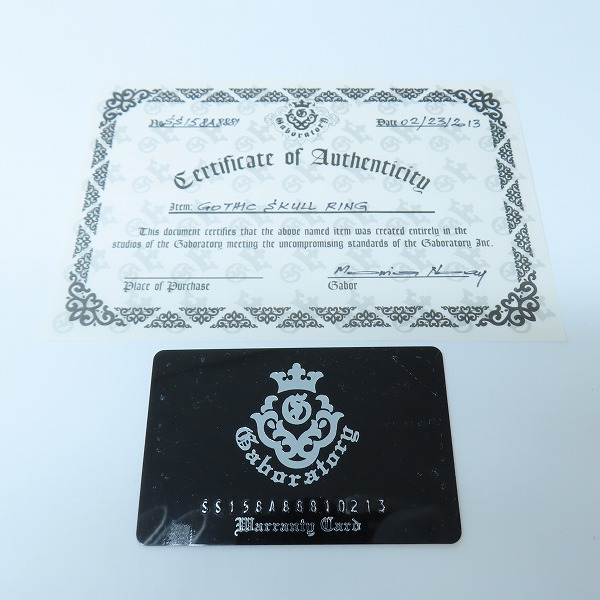 No. SS158A8881
Date 02/23/2013
Gaboratory
Certificate of Authenticity
Item: GOTHIC SKULL RING
This document certifies that the above named item was created entirely in the
studios of the Gaboratory meeting the uncompromising standards of the Gaboratory Inc.
Place of Purchase
Gabor
G
Gaboratory
SS158A88810213
Warranty Card